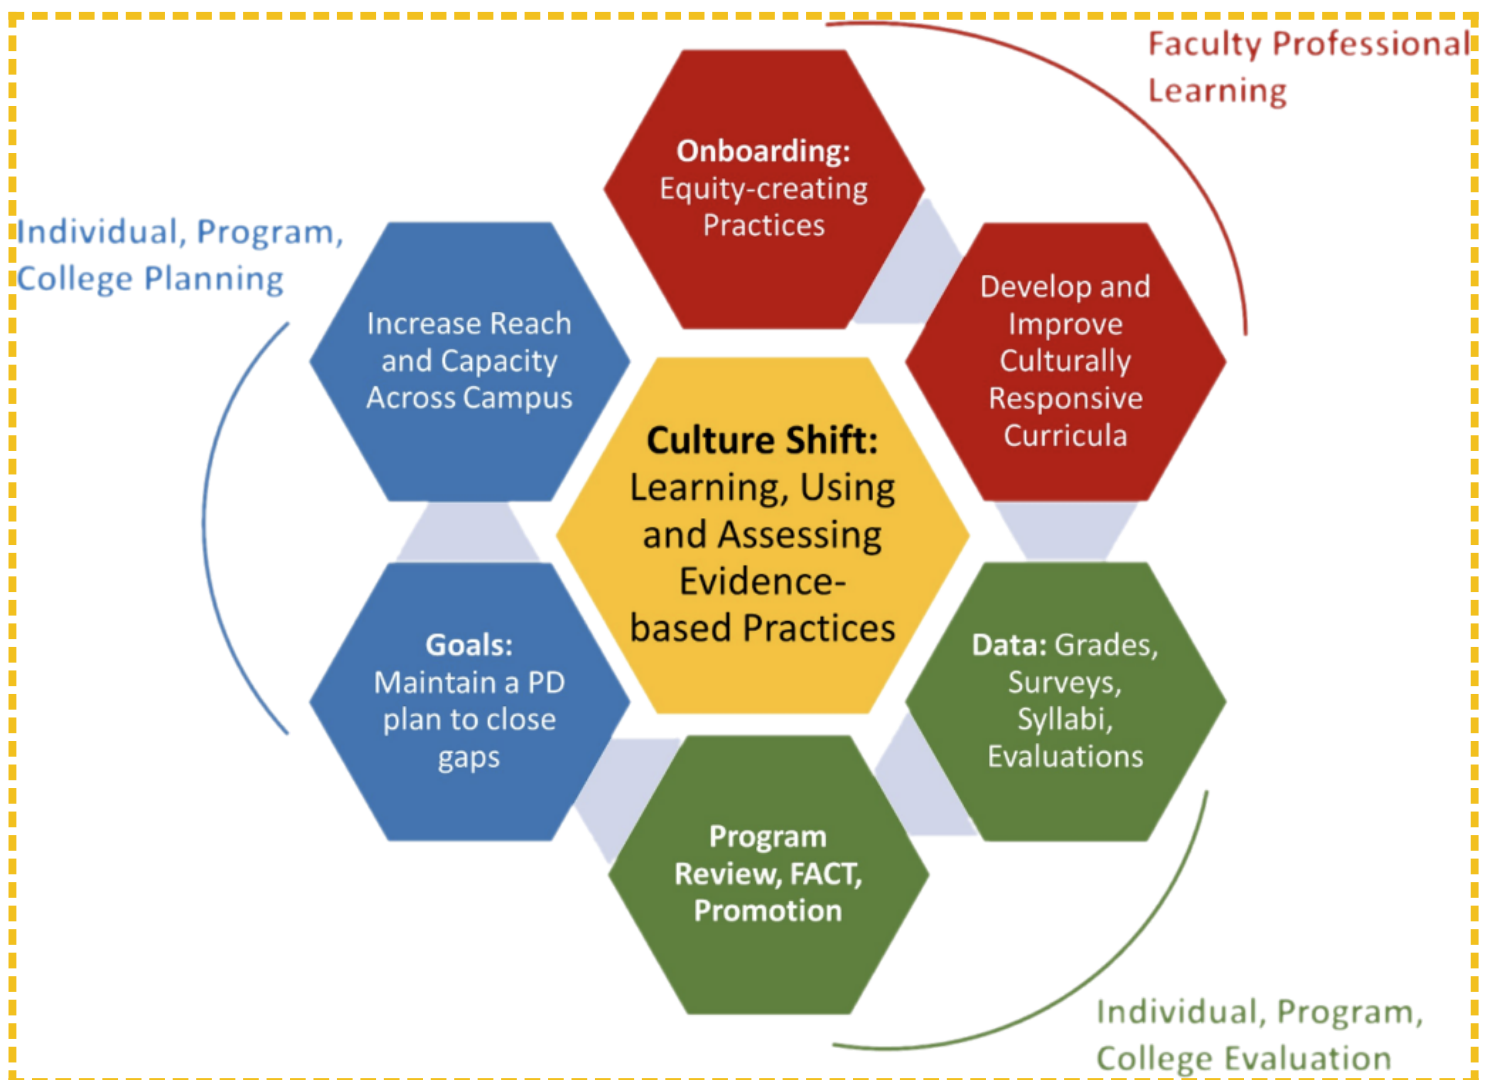 Faculty Professional
Learning
Onboarding:
Equity-creating
Practices
Individual, Program,
College Planning
Increase Reach
and Capacity
Across Campus
Develop and
Improve
Culturally
Responsive
Curricula
Culture Shift:
Learning, Using
and Assessing
Evidence-
based Practices
Goals:
Maintain a PD
plan to close
gaps
Data: Grades,
Surveys,
Syllabi,
Evaluations
Program
Review, FACT,
Promotion
Individual, Program,
College Evaluation